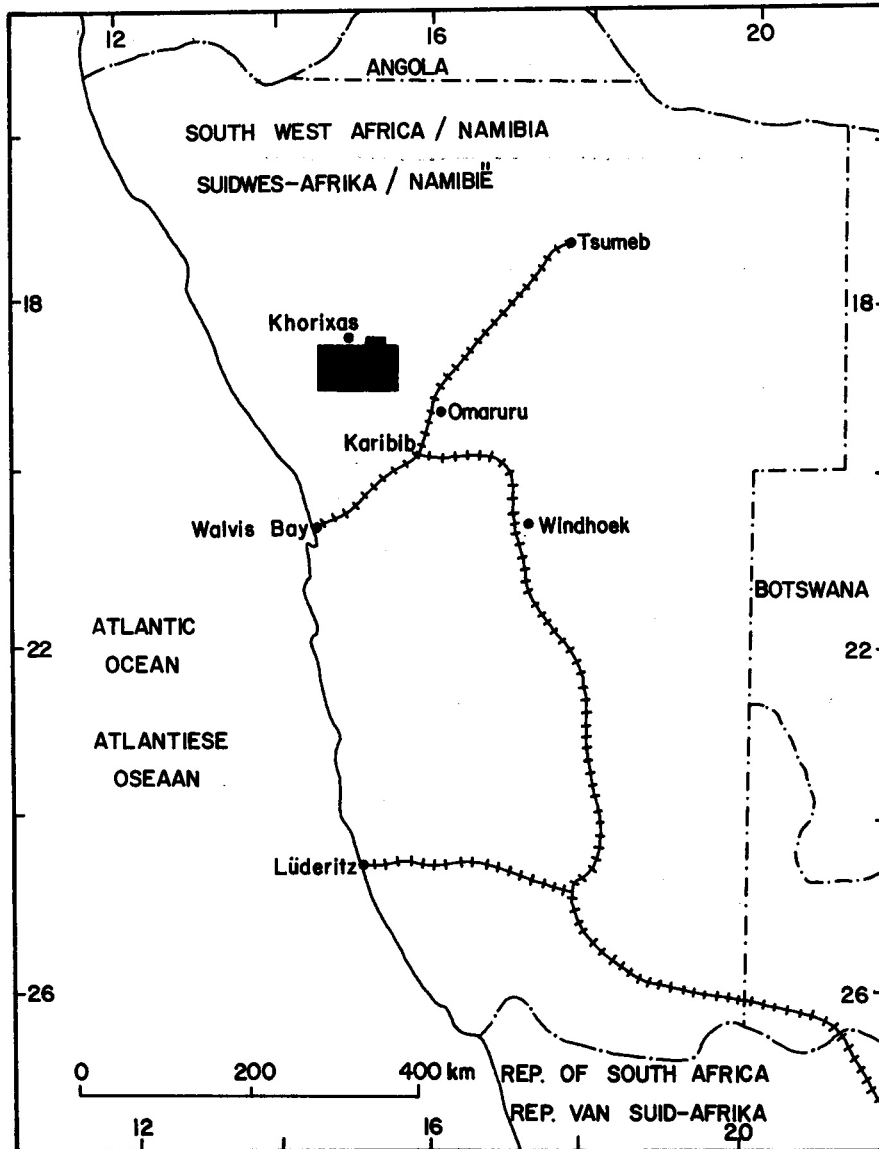 12 16 20
ANGOLA
SOUTH WEST AFRICA / NAMIBIA
SUIDWES-AFRIKA / NAMIBIË
Tsumeb
18 18
Khorixas
Omaruru
Karibib
Walvis Bay
Windhoek
BOTSWANA
ATLANTIC
OCEAN
22 22
ATLANTIESE
OSEAAN
Lüderitz
26 26
0 200 400 km
REP. OF SOUTH AFRICA
REP. VAN SUID-AFRIKA
12 16 20